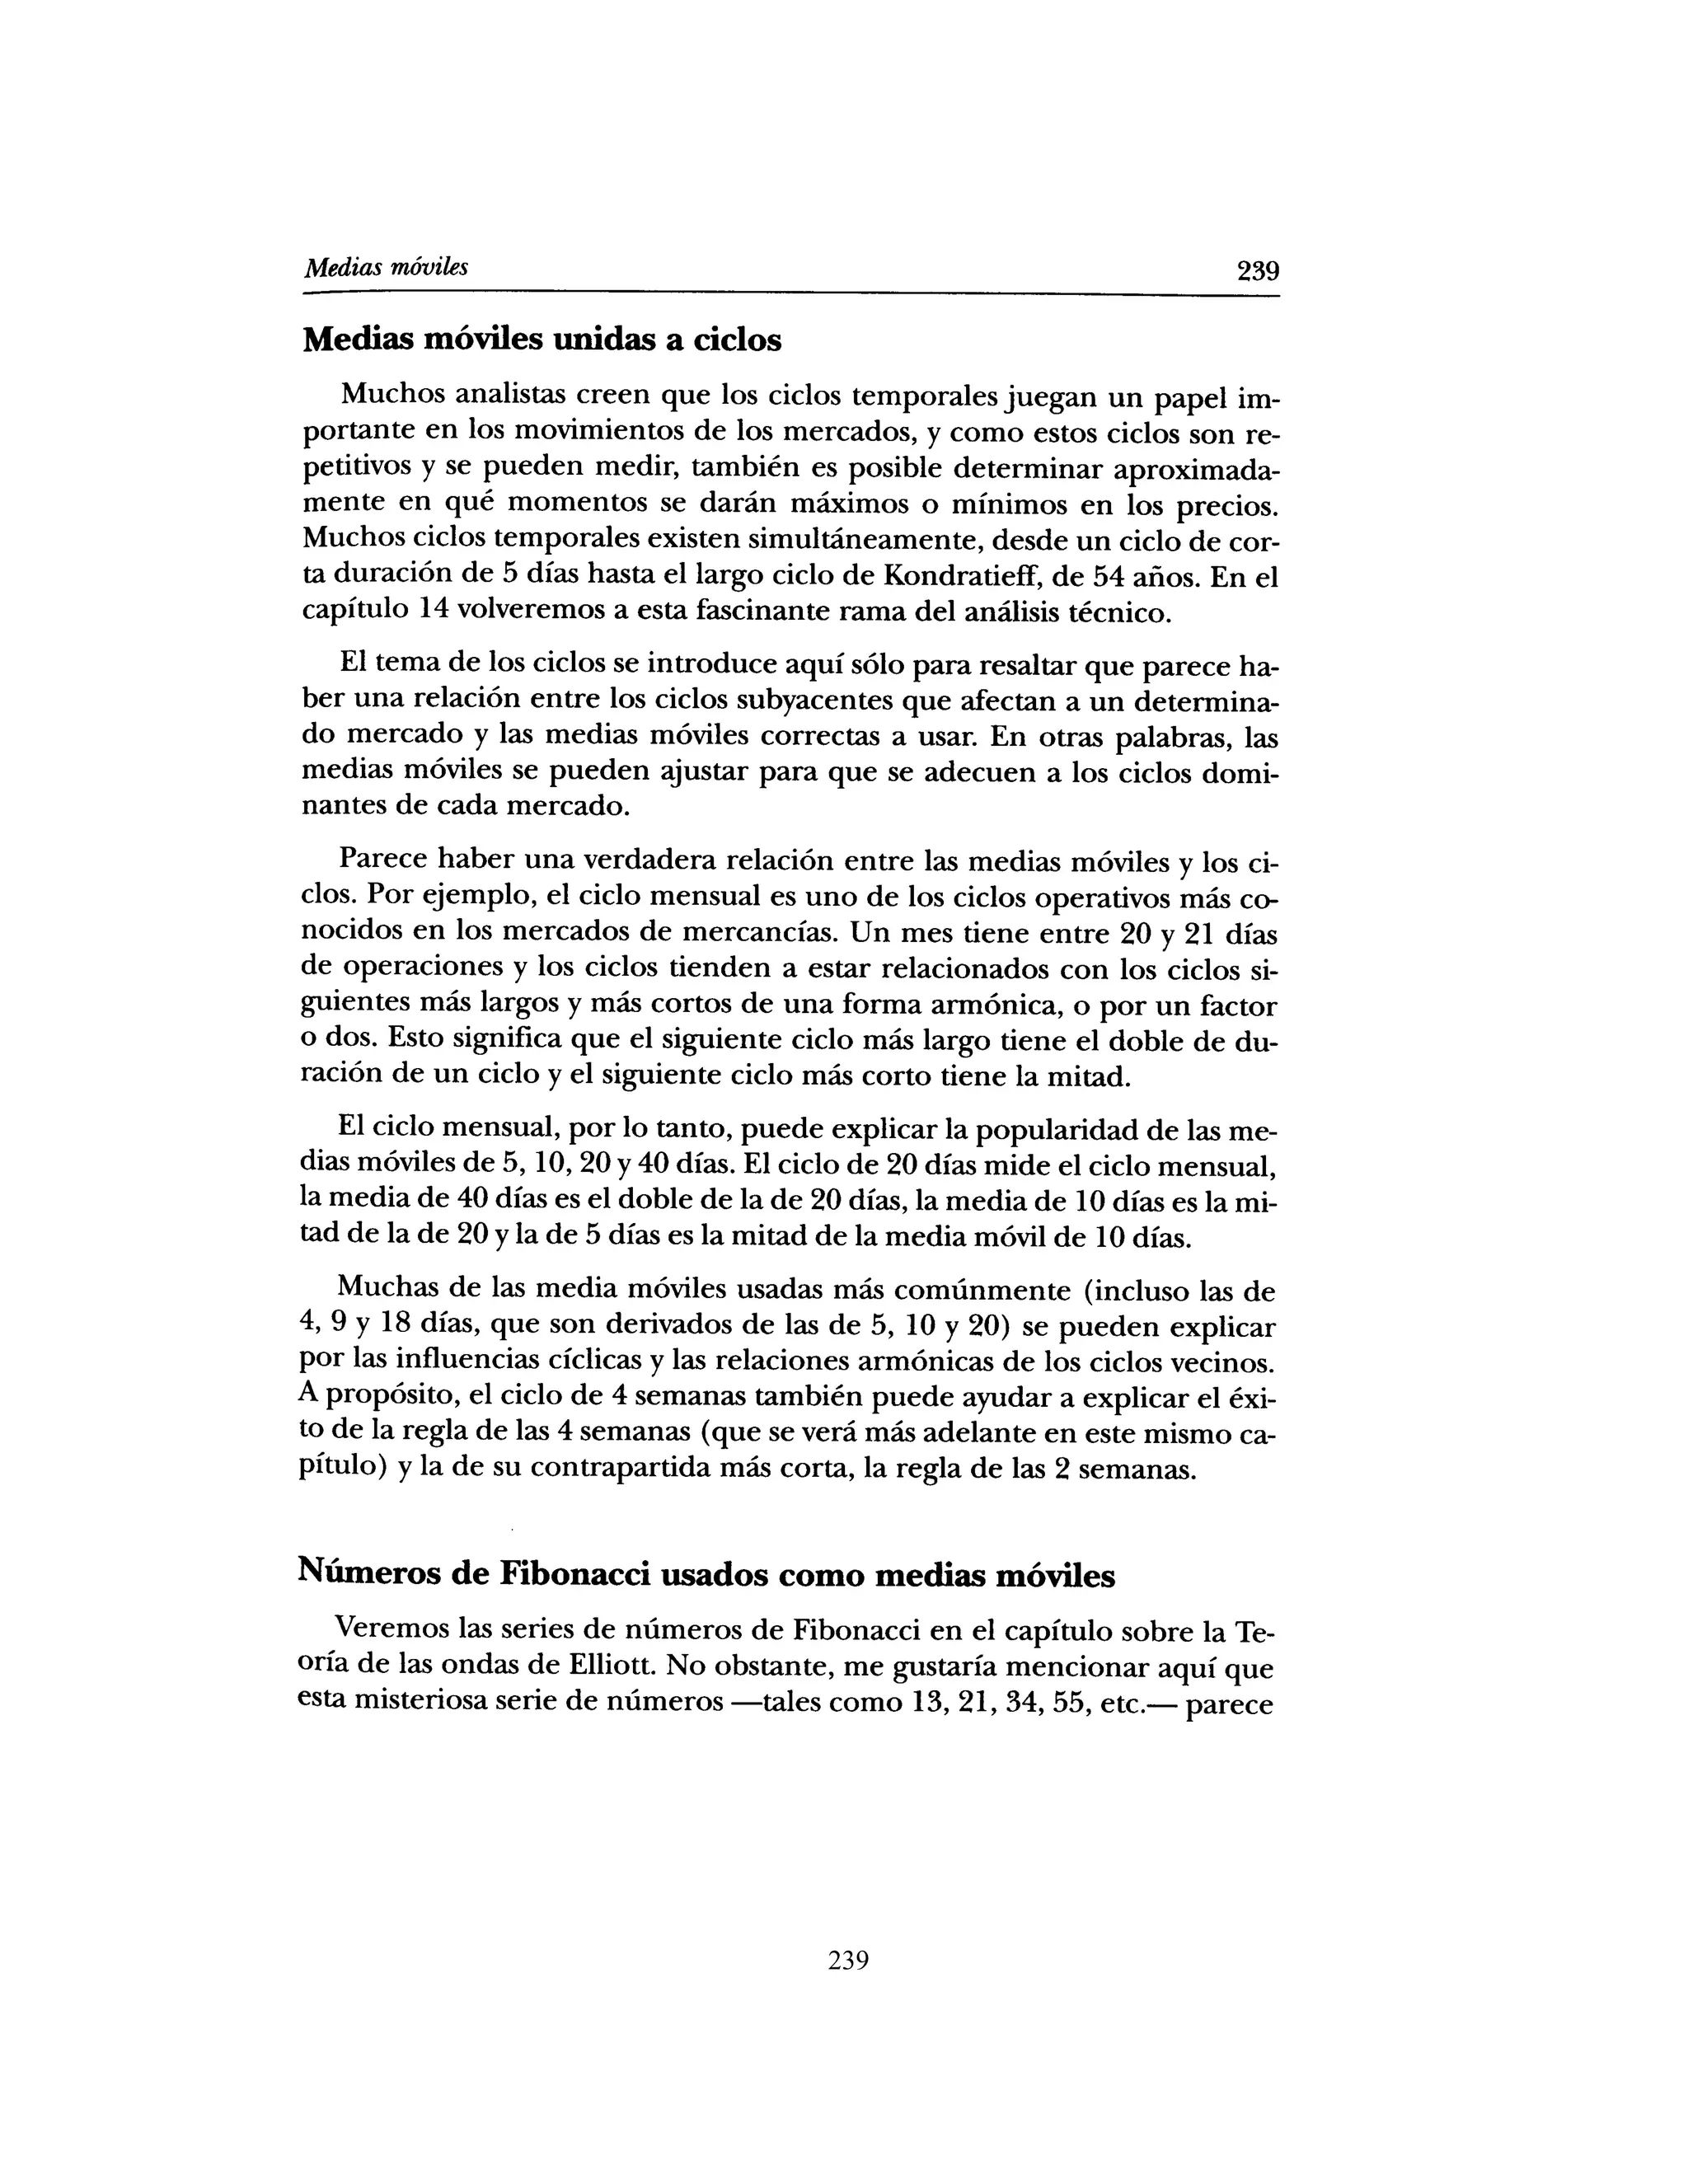 Medias móviles 239
Medias móviles unidas a ciclos
Muchos analistas creen que los ciclos temporales juegan un papel im-
portante en los movimientos de los mercados, y como estos ciclos son re-
petitivos y se pueden medir, también es posible determinar aproximada-
mente en qué momentos se darán máximos o mínimos en los precios.
Muchos ciclos temporales existen simultáneamente, desde un ciclo de cor-
ta duración de 5 días hasta el largo ciclo de Kondratieff, de 54 años. En el
capítulo 14 volveremos a esta fascinante rama del análisis técnico.
El tema de los ciclos se introduce aquí sólo para resaltar que parece ha-
ber una relación entre los ciclos subyacentes que afectan a un determina-
do mercado y las medias móviles correctas a usar. En otras palabras, las
medias móviles se pueden ajustar para que se adecuen a los ciclos domi-
nantes de cada mercado.
Parece haber una verdadera relación entre las medias móviles y los ci-
clos. Por ejemplo, el ciclo mensual es uno de los ciclos operativos más co-
nocidos en los mercados de mercancías. Un mes tiene entre 20 y 21 días
de operaciones y los ciclos tienden a estar relacionados con los ciclos si-
guientes más largos y más cortos de una forma armónica, o por un factor
o dos. Esto significa que el siguiente ciclo más largo tiene el doble de du-
ración de un ciclo y el siguiente ciclo más corto tiene la mitad.
El ciclo mensual, por lo tanto, puede explicar la popularidad de las me-
dias móviles de 5, 10, 20 y 40 días. El ciclo de 20 días mide el ciclo mensual,
la media de 40 días es el doble de la de 20 días, la media de 10 días es la mi-
tad de la de 20 y la de 5 días es la mitad de la media móvil de 10 días.
Muchas de las media móviles usadas más comúnmente (incluso las de
4, 9 y 18 días, que son derivados de las de 5, 10 y 20) se pueden explicar
por las influencias cíclicas y las relaciones armónicas de los ciclos vecinos.
A propósito, el ciclo de 4 semanas también puede ayudar a explicar el éxi-
to de la regla de las 4 semanas (que se verá más adelante en este mismo ca-
pítulo) y la de su contrapartida más corta, la regla de las 2 semanas.
Números de Fibonacci usados como medias móviles
Veremos las series de números de Fibonacci en el capítulo sobre la Te-
oría de las ondas de Elliott. No obstante, me gustaría mencionar aquí que
esta misteriosa serie de números —tales como 13, 21, 34, 55, etc.— parece
239